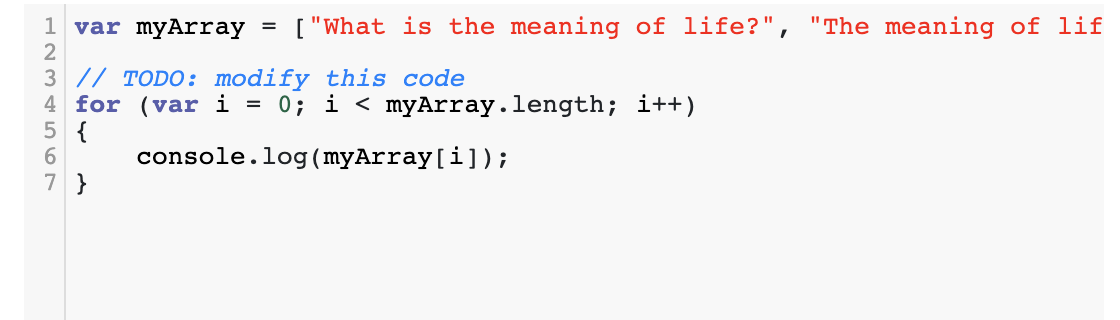 1 var myArray = ["What is the meaning of life?", "The meaning of lif
2
3 // TODO: modify this code
4 for (var i = 0; i < myArray.length; i++)
5 {
6     console.log(myArray[i]);
7 }